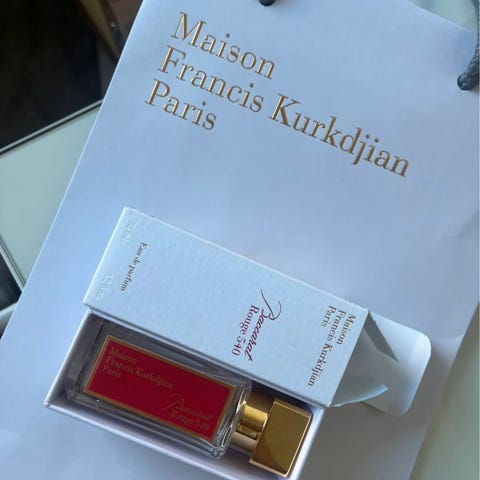 Maison
Francis Kurkdjian
Paris
Maison
Francis Kurkdjian
Paris
Baccarat
Rouge 540
Eau de parfum
Maison
Francis Kurkdjian
Paris
Baccarat
Rouge 540